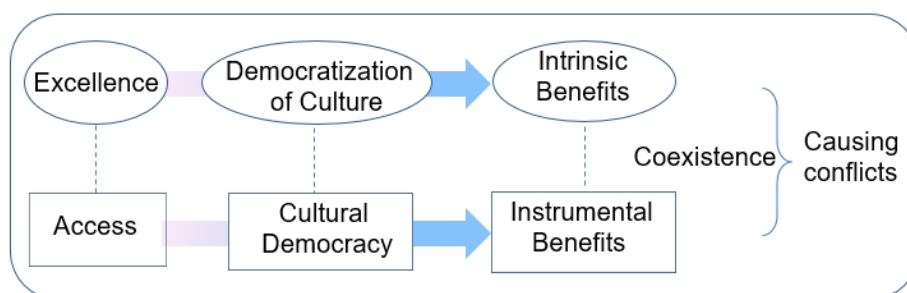 Excellence
Democratization
of Culture
Intrinsic
Benefits
Coexistence
Causing
conflicts
Access
Cultural
Democracy
Instrumental
Benefits